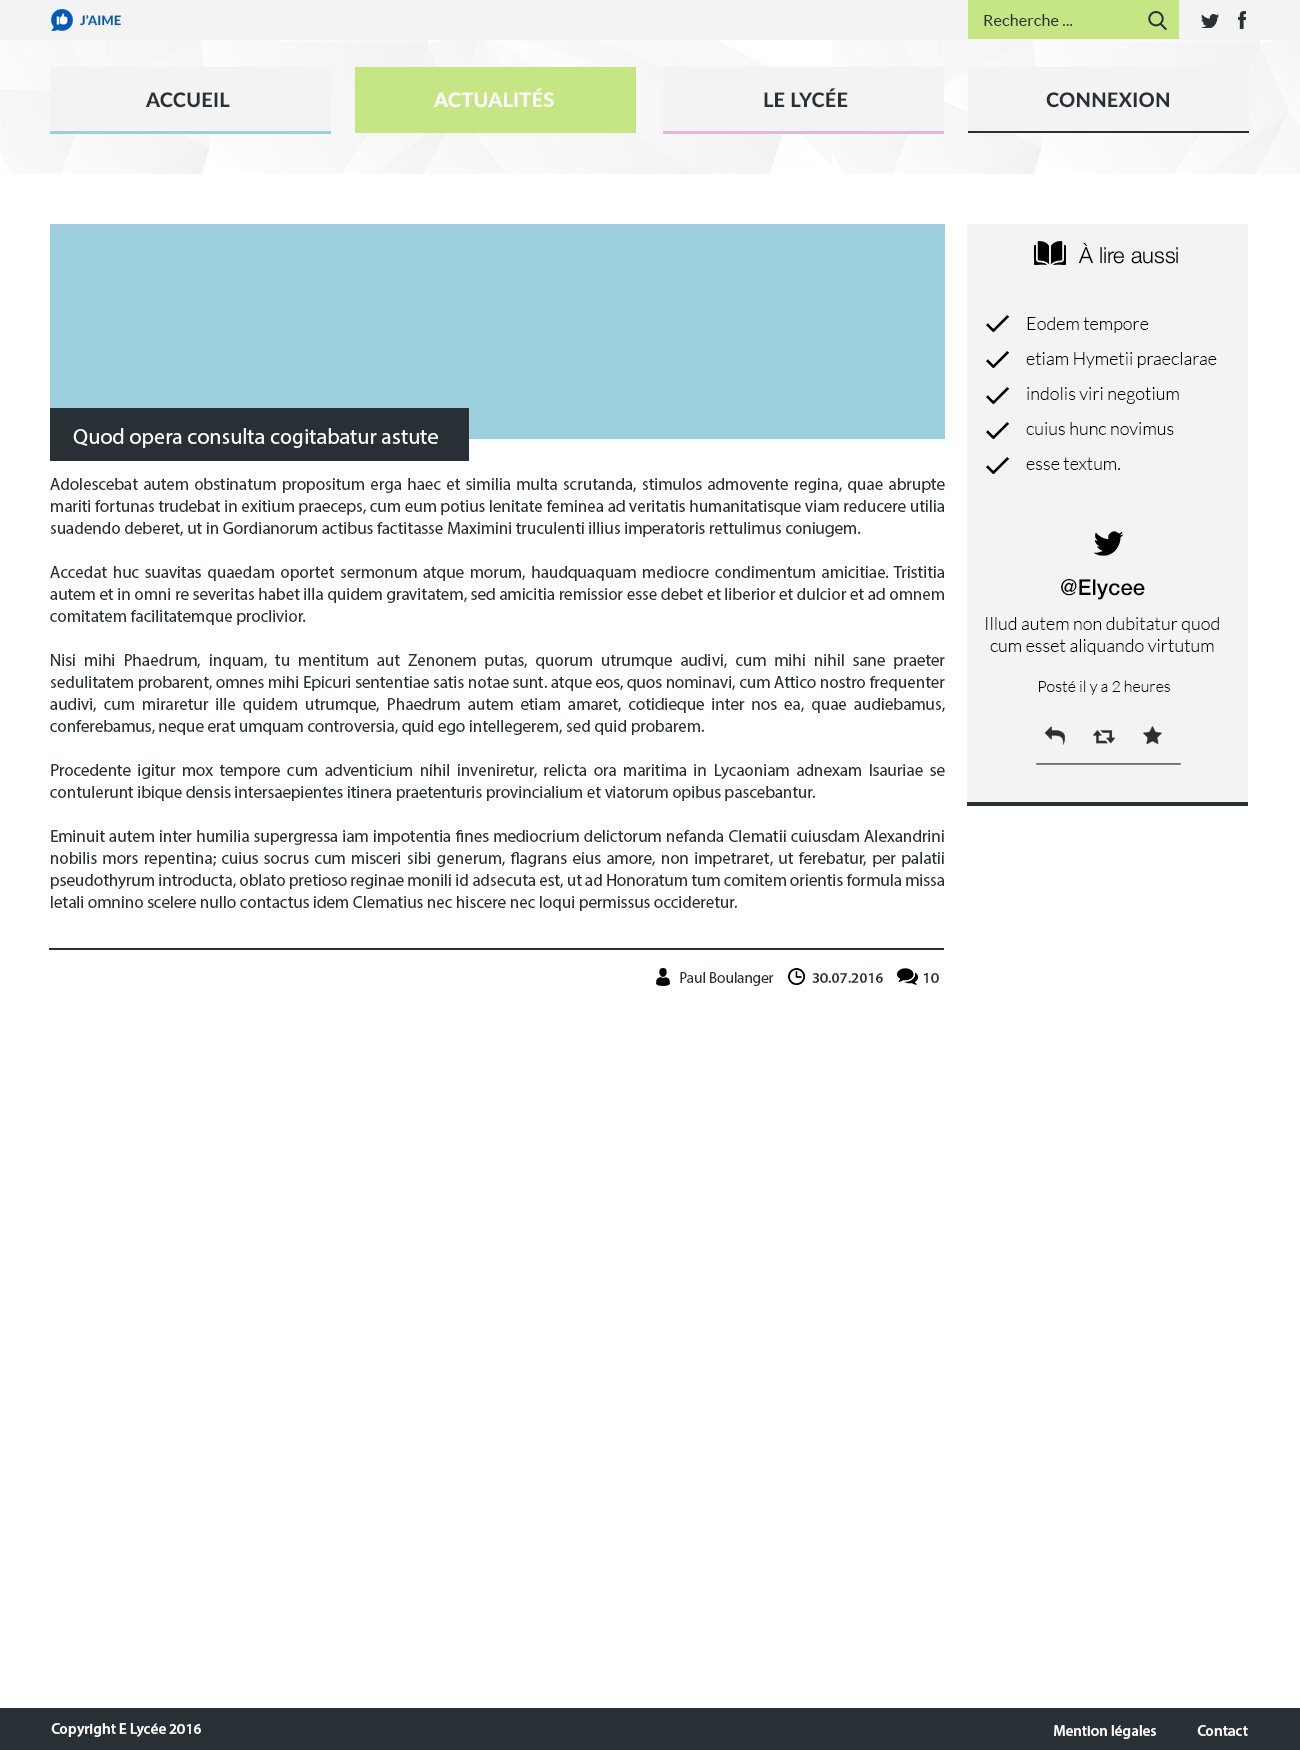 J'AIME
Recherche ...
ACCUEIL
ACTUALITÉS
LE LYCÉE
CONNEXION
Quod opera consulta cogitabatur astute
Adolescebat autem obstinatum propositum erga haec et similia multa scrutanda, stimulos admovente regina, quae abrupte
mariti fortunas trudebat in exitium praeceps, cum eum potius lenitate feminea ad veritatis humanitatisque viam reducere utilia
suadendo deberet, ut in Gordianorum actibus factitasse Maximini truculenti illius imperatoris rettulimus coniugem.
Accedat huc suavitas quaedam oportet sermonum atque morum, haudquaquam mediocre condimentum amicitiae. Tristitia
autem et in omni re severitas habet illa quidem gravitatem, sed amicitia remissior esse debet et liberior et dulcior et ad omnem
comitatem facilitatemque proclivior.
Nisi mihi Phaedrum, inquam, tu mentitum aut Zenonem putas, quorum utrumque audivi, cum mihi nihil sane praeter
sedulitatem probarent, omnes mihi Epicuri sententiae satis notae sunt. atque eos, quos nominavi, cum Attico nostro frequenter
audivi, cum miraretur ille quidem utrumque, Phaedrum autem etiam amaret, cotidieque inter nos ea, quae audiebamus,
conferebamus, neque erat umquam controversia, quid ego intellegerem, sed quid probarem.
Procedente igitur mox tempore cum adventicium nihil inveniretur, relicta ora maritima in Lycaoniam adnexam Isauriae se
contulerunt ibique densis intersaepientes itinera praetenturis provincialium et viatorum opibus pascebantur.
Eminuit autem inter humilia supergressa iam impotentia fines mediocrium delictorum nefanda Clematii cuiusdam Alexandrini
nobilis mors repentina; cuius socrus cum misceri sibi generum, flagrans eius amore, non impetraret, ut ferebatur, per palatii
pseudothyrum introducta, oblato pretioso reginae monili id adsecuta est, ut ad Honoratum tum comitem orientis formula missa
letali omnino scelere nullo contactus idem Clematius nec hiscere nec loqui permissus occideretur.
Paul Boulanger 30.07.2016 10
À lire aussi
Eodem tempore
etiam Hymetii praeclarae
indolis viri negotium
cuius hunc novimus
esse textum.
@Elycee
Illud autem non dubitatur quod
cum esset aliquando virtutum
Posté il y a 2 heures
Copyright E Lycée 2016
Mention légales
Contact